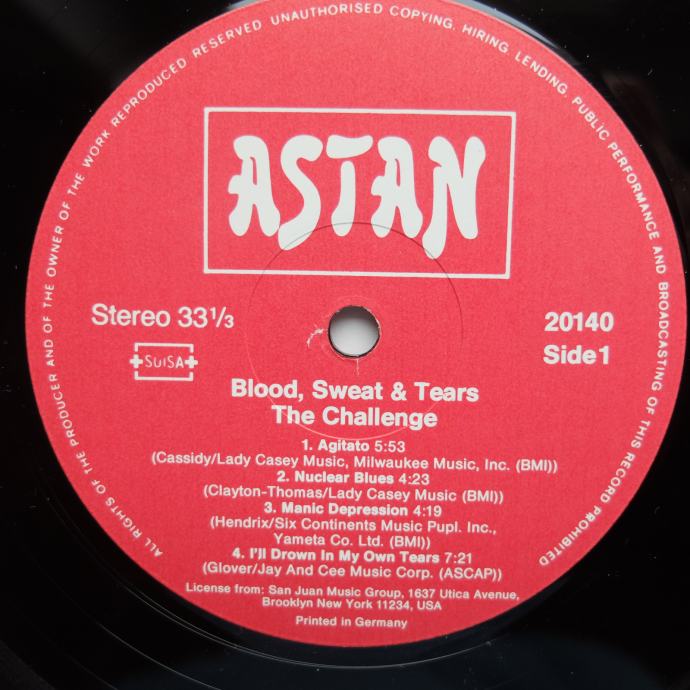 ALL RIGHTS OF THE PRODUCER AND OF THE OWNER OF THE WORK REPRODUCED RESERVED UNAUTHORISED COPYING, HIRING, LENDING, PUBLIC PERFORMANCE AND BROADCASTING OF THIS RECORD PROHIBITED
ASTAN
Stereo 33 1/3
SUISA
20140
Side 1
Blood, Sweat & Tears
The Challenge
1. Agitato 5:53
(Cassidy/Lady Casey Music, Milwaukee Music, Inc. (BMI))
2. Nuclear Blues 4:23
(Clayton-Thomas/Lady Casey Music (BMI))
3. Manic Depression 4:19
(Hendrix/Six Continents Music Pupl. Inc.,
Yameta Co. Ltd. (BMI))
4. I'll Drown In My Own Tears 7:21
(Glover/Jay And Cee Music Corp. (ASCAP))
License from: San Juan Music Group, 1637 Utica Avenue,
Brooklyn New York 11234, USA
Printed in Germany